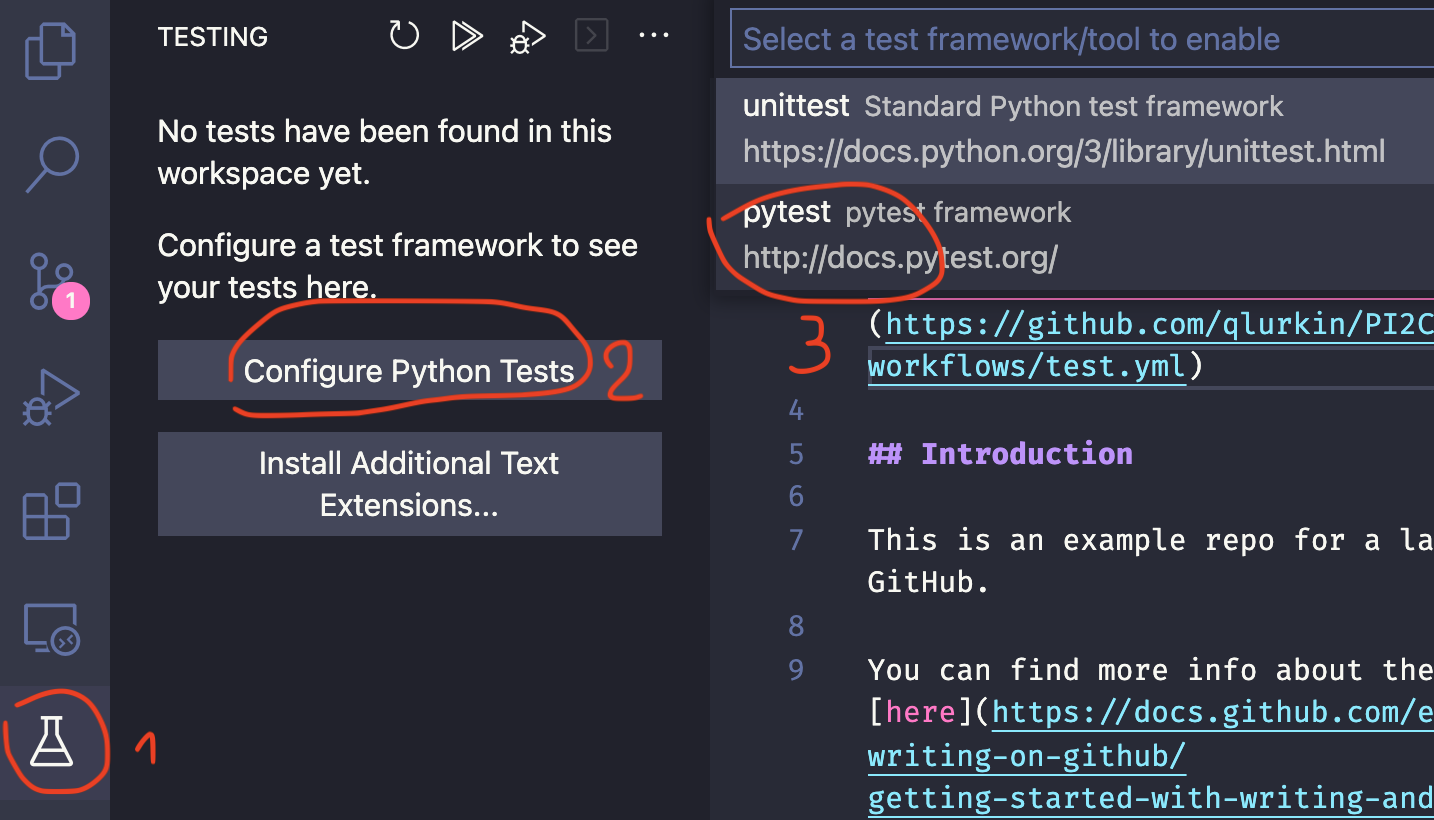 TESTING
No tests have been found in this
workspace yet.
Configure a test framework to see
your tests here.
Configure Python Tests
2
Install Additional Text
Extensions...
1
1
Select a test framework/tool to enable
unittest Standard Python test framework
https://docs.python.org/3/library/unittest.html
pytest pytest framework
http://docs.pytest.org/
3
(https://github.com/qlurkin/PI2C
workflows/test.yml)
4
5 ## Introduction
6
7 This is an example repo for a la
GitHub.
8
9 You can find more info about the
[here](https://docs.github.com/e
writing-on-github/
getting-started-with-writing-and